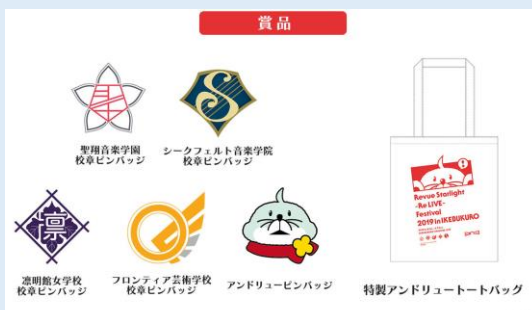 賞品
聖翔音楽学園
校章ピンバッジ
シークフェルト音楽学院
校章ピンバッジ
凛
凛明館女学校
校章ピンバッジ
フロンティア芸術学校
校章ピンバッジ
アンドリューピンバッジ
Revue Starlight
-Re LIVE-
Festival
2019 in IKEBUKURO
特製アンドリュートートバッグ